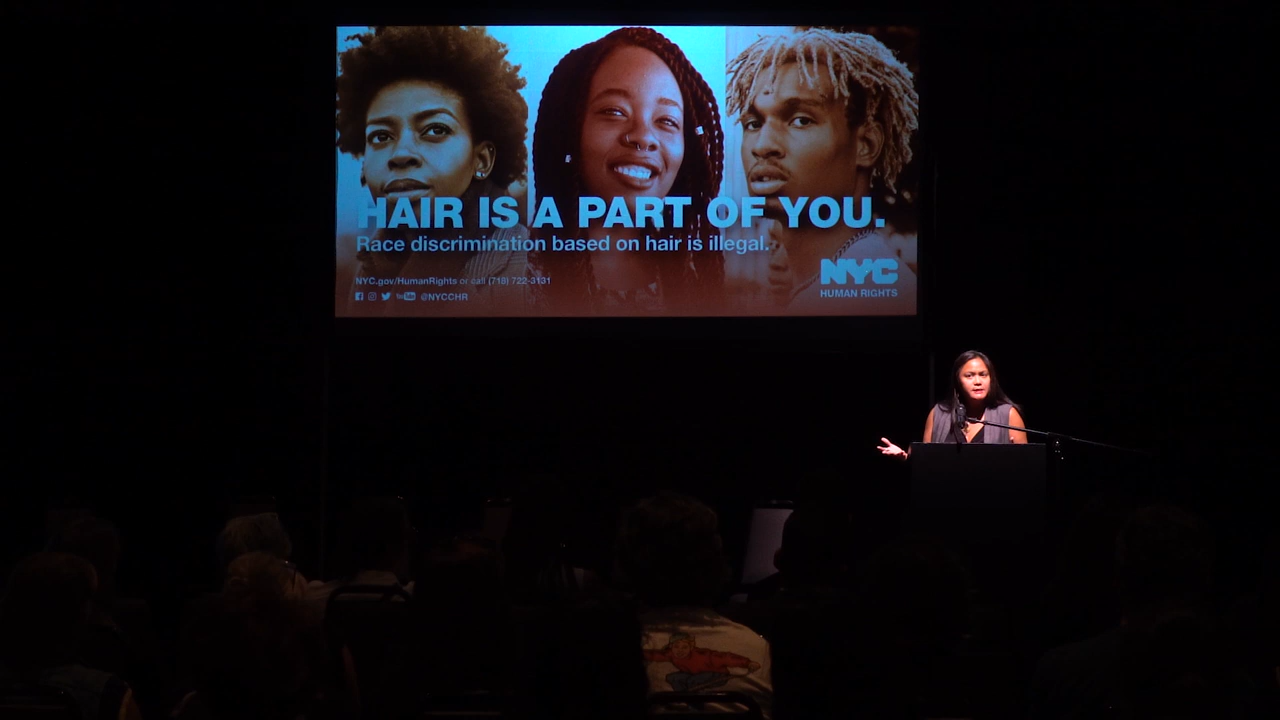 HAIR IS A PART OF YOU.
Race discrimination based on hair is illegal.
NYC.gov/HumanRights or call (718) 722-3131
YouTube @NYCCHR
NYC
HUMAN RIGHTS